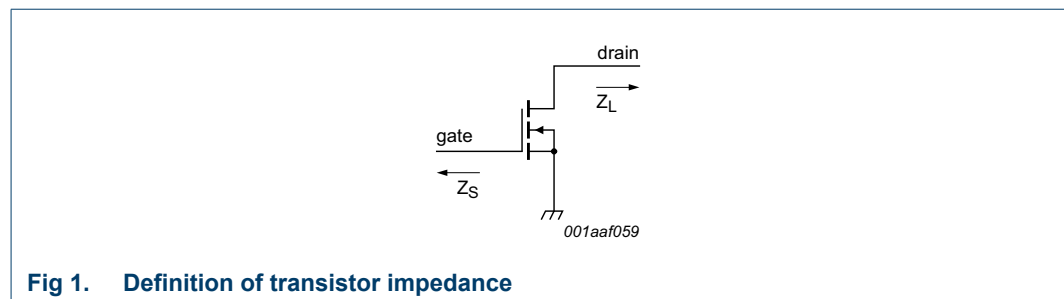 drain
Z_L
gate
Z_S
001aaf059
Fig 1. Definition of transistor impedance